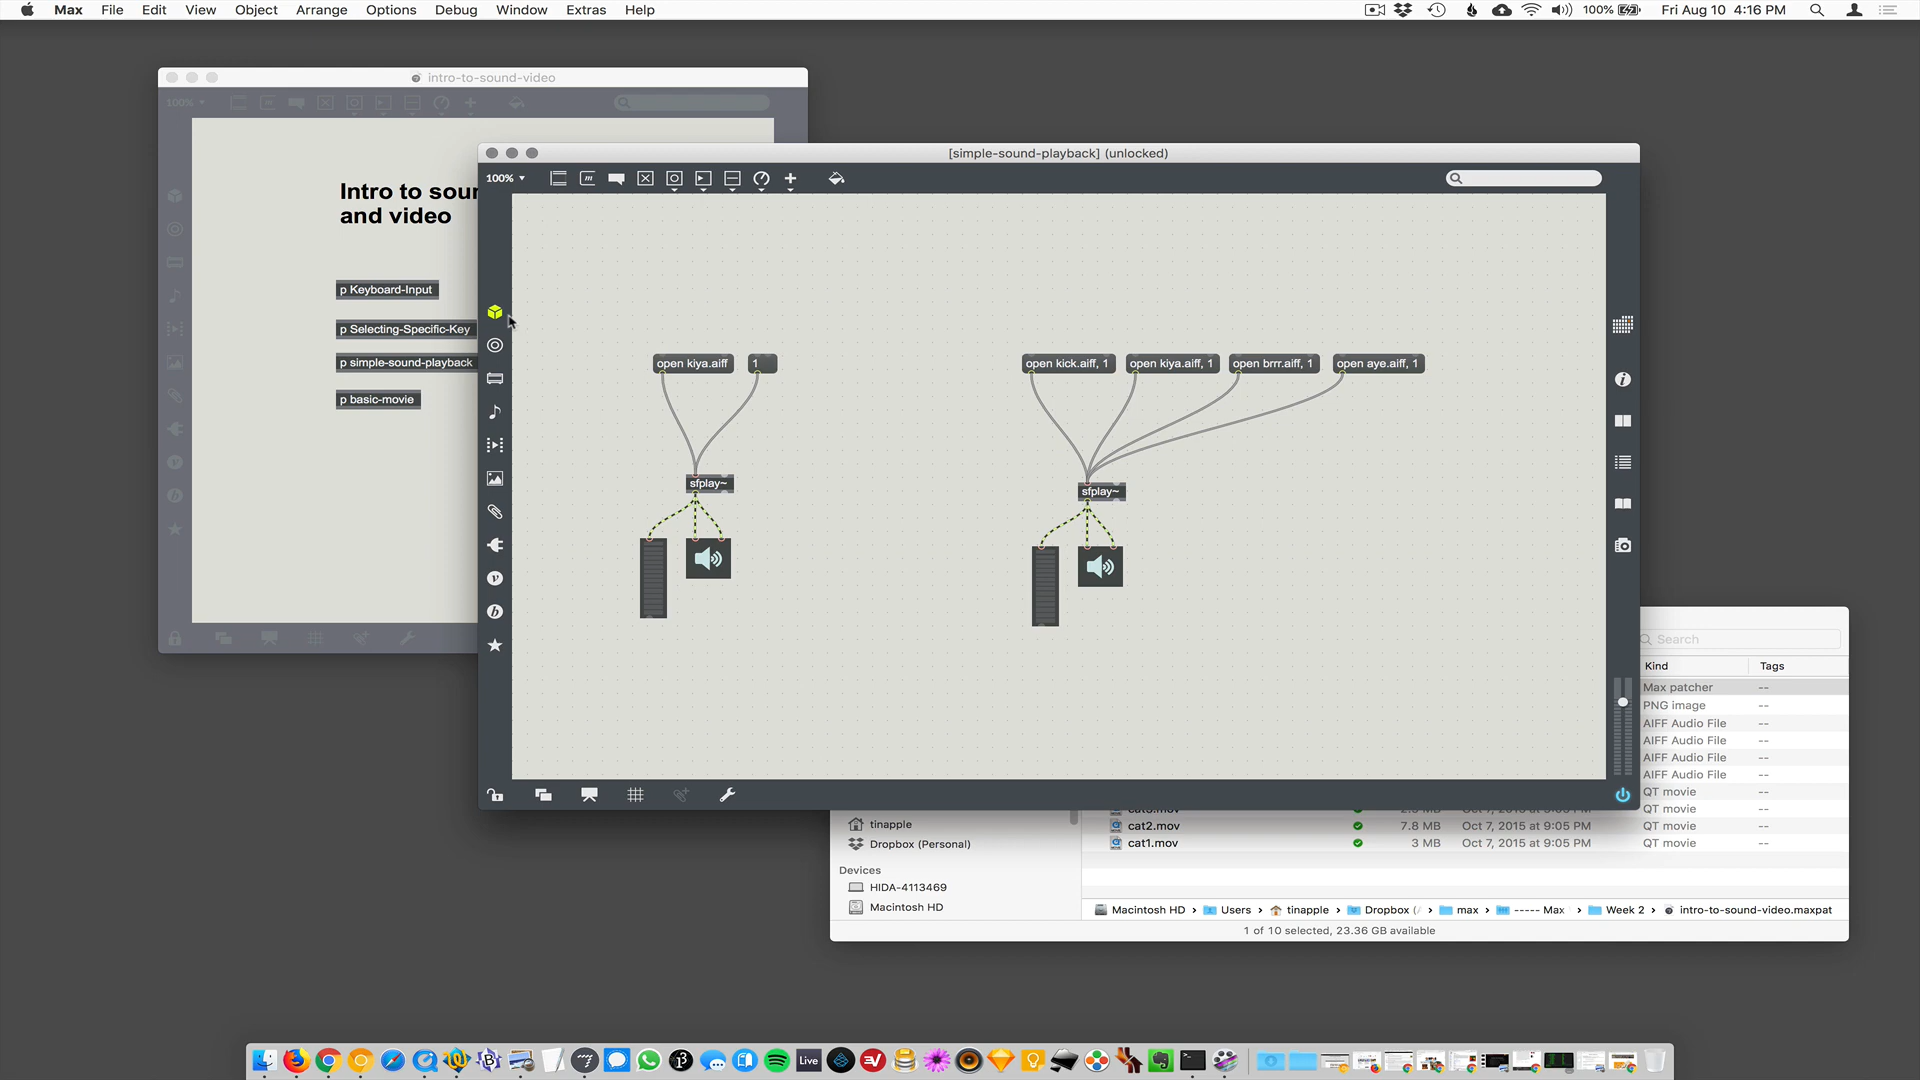 Max File Edit View Object Arrange Options Debug Window Extras Help
100% Fri Aug 10 4:16 PM
intro-to-sound-video
100%
Intro to soun
and video
p Keyboard-Input
p Selecting-Specific-Key
p simple-sound-playback
p basic-movie
[simple-sound-playback] (unlocked)
100%
open kiya.aiff
1
open kick.aiff, 1
open kiya.aiff, 1
open brrr.aiff, 1
open aye.aiff, 1
sfplay~
sfplay~
Search
Kind Tags
Max patcher --
PNG image --
AIFF Audio File --
AIFF Audio File --
AIFF Audio File --
AIFF Audio File --
QT movie --
QT movie --
cat2.mov 7.8 MB Oct 7, 2015 at 9:05 PM QT movie --
cat1.mov 3 MB Oct 7, 2015 at 9:05 PM QT movie --
tinapple
Dropbox (Personal)
Devices
HIDA-4113469
Macintosh HD
Macintosh HD › Users › tinapple › Dropbox (/ › max › ----- Max › Week 2 › intro-to-sound-video.maxpat
1 of 10 selected, 23.36 GB available
Live